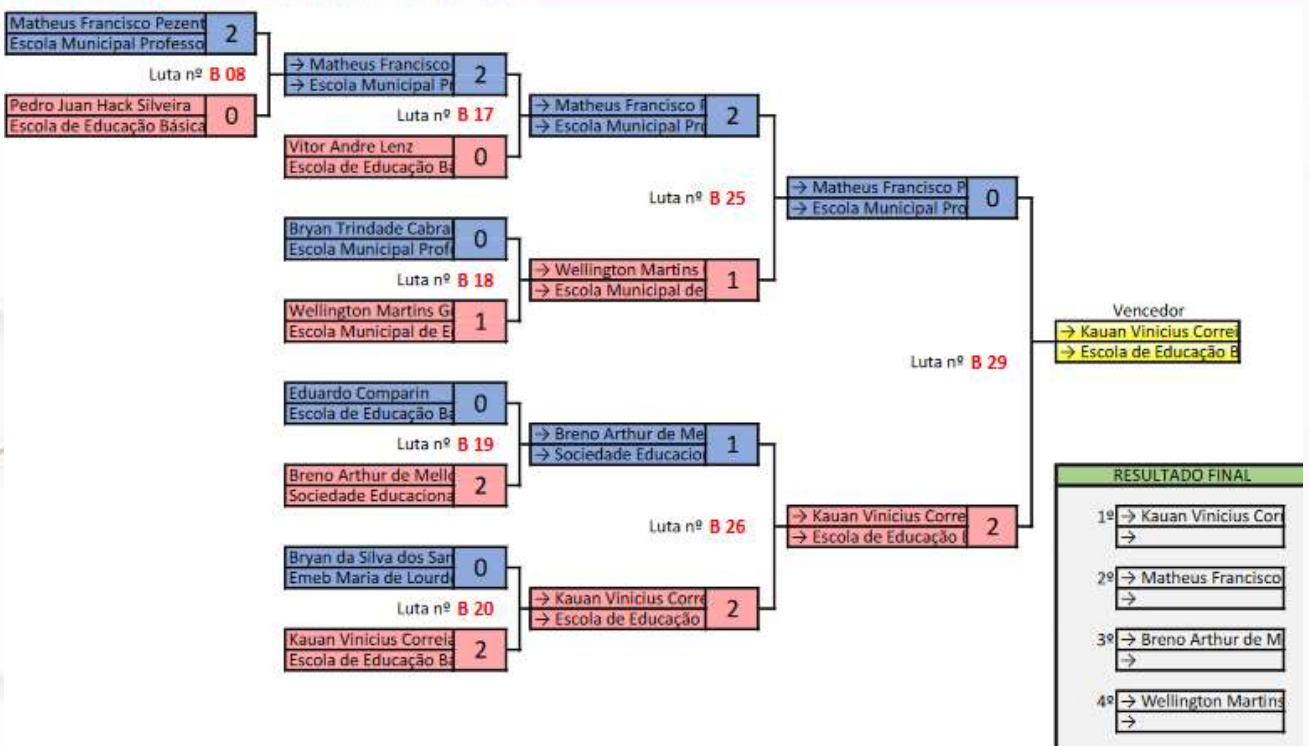 Matheus Francisco Pezent
Escola Municipal Professo
2
Luta nº B 08
Pedro Juan Hack Silveira
Escola de Educação Básica
0
→ Matheus Francisco
→ Escola Municipal Pr
2
Luta nº B 17
Vitor Andre Lenz
Escola de Educação Bá
0
Bryan Trindade Cabra
Escola Municipal Profe
0
Luta nº B 18
Wellington Martins G
Escola Municipal de E
1
Eduardo Comparin
Escola de Educação Bá
0
Luta nº B 19
Breno Arthur de Mello
Sociedade Educaciona
2
Bryan da Silva dos San
Emeb Maria de Lourde
0
Luta nº B 20
Kauan Vinicius Correia
Escola de Educação Bá
2
→ Matheus Francisco P
→ Escola Municipal Pro
2
Luta nº B 25
→ Wellington Martins
→ Escola Municipal de
1
→ Breno Arthur de Me
→ Sociedade Educacio
1
Luta nº B 26
→ Kauan Vinicius Corre
→ Escola de Educação
2
→ Matheus Francisco P
→ Escola Municipal Pro
0
Luta nº B 29
→ Kauan Vinicius Corre
→ Escola de Educação
2
Vencedor
→ Kauan Vinicius Correi
→ Escola de Educação B
RESULTADO FINAL
1º → Kauan Vinicius Corr
→
2º → Matheus Francisco
→
3º → Breno Arthur de M
→
4º → Wellington Martins
→